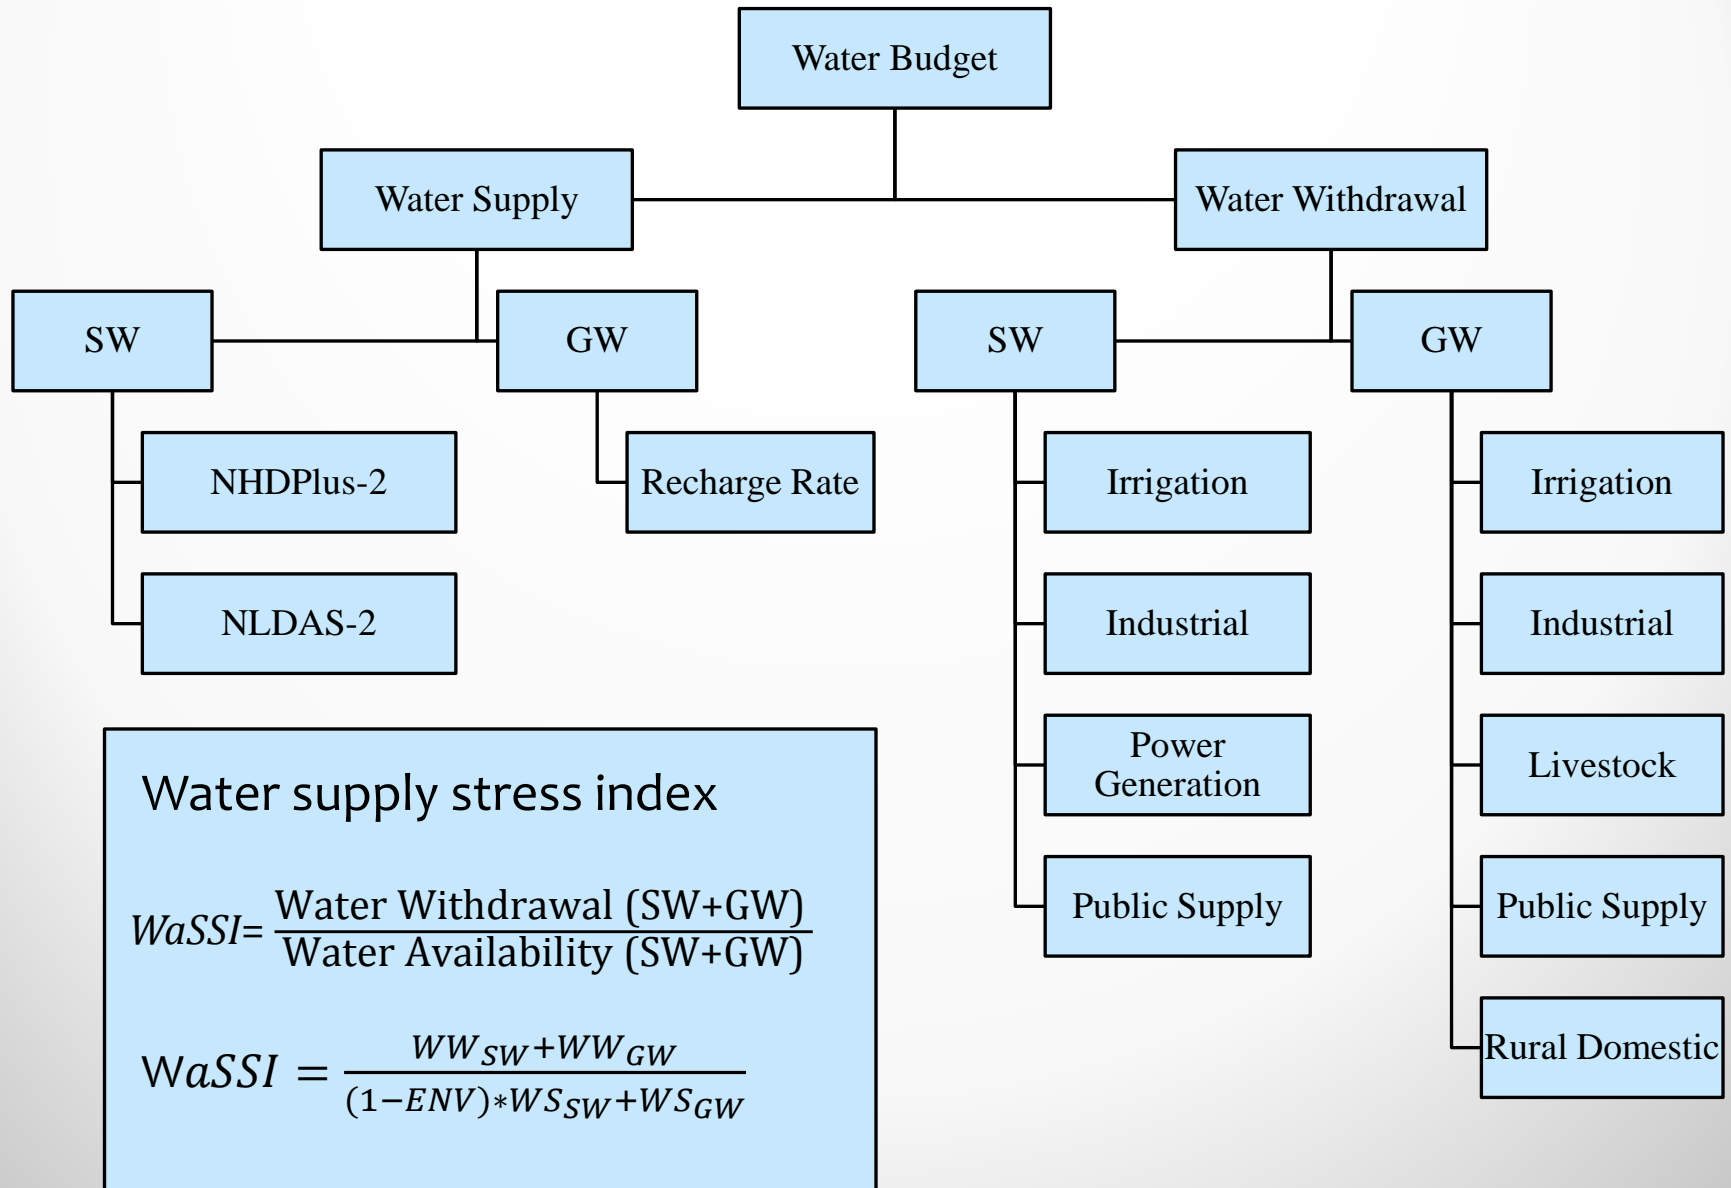 Water Budget
Water Supply
Water Withdrawal
SW
GW
SW
GW
NHDPlus-2
Recharge Rate
Irrigation
Irrigation
NLDAS-2
Industrial
Industrial
Power
Generation
Livestock
Public Supply
Public Supply
Rural Domestic
Water supply stress index
WaSSI= Water Withdrawal (SW+GW)
Water Availability (SW+GW)
WaSSI = WW_SW+WW_GW
(1−ENV)∗WS_SW+WS_GW